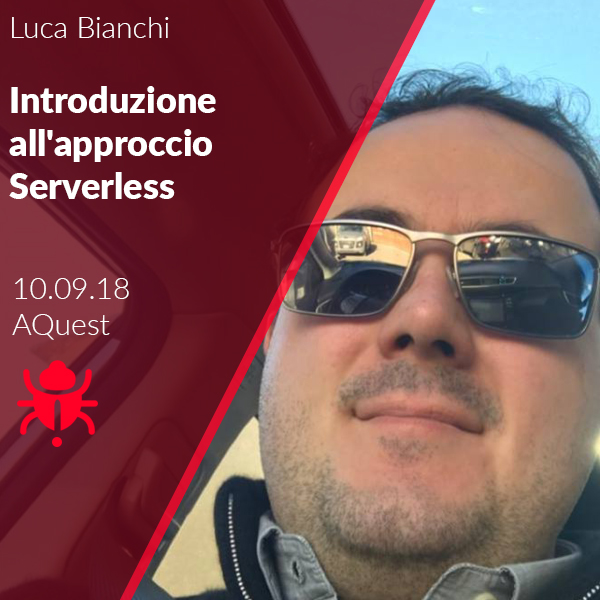 Luca Bianchi
Introduzione
all'approccio
Serverless
10.09.18
AQuest